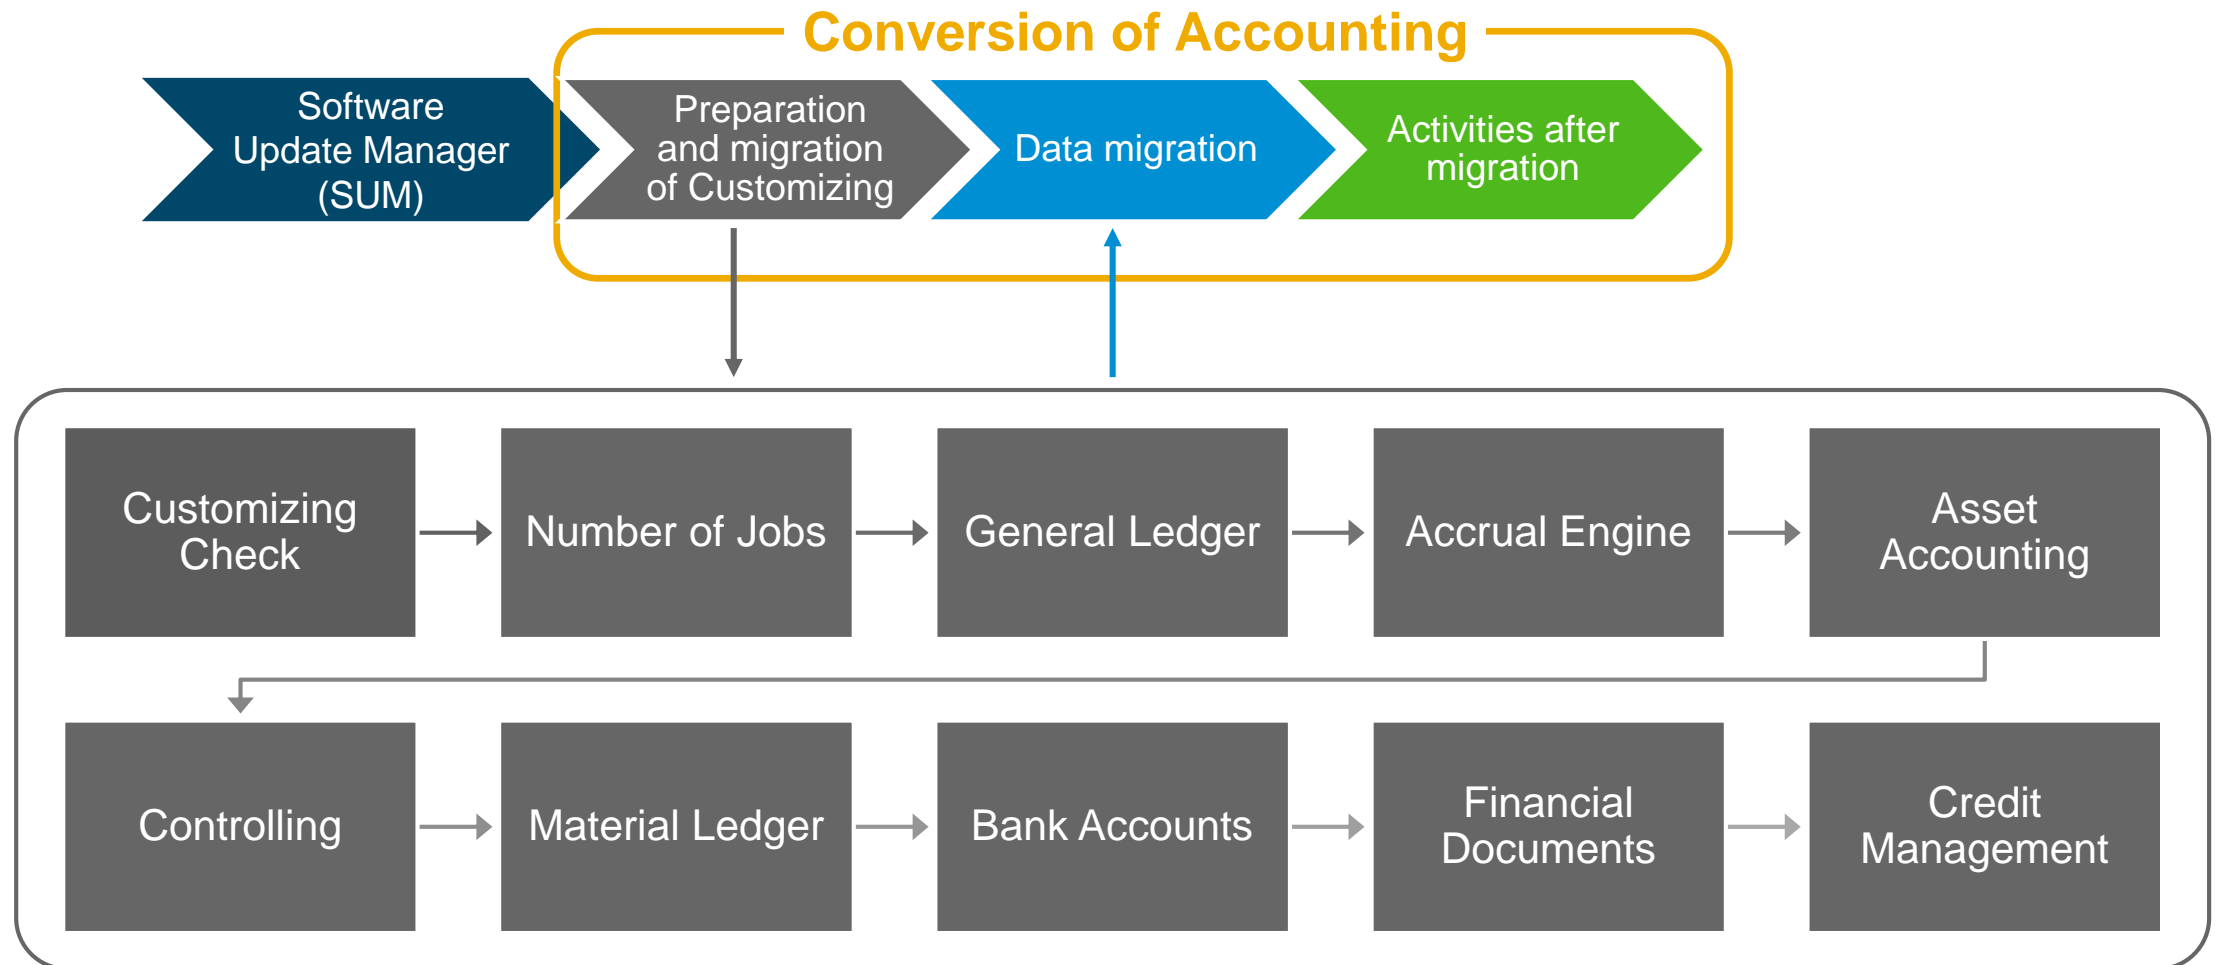 Conversion of Accounting
Software
Update Manager
(SUM)
Preparation
and migration
of Customizing
Data migration
Activities after
migration
Customizing
Check
Number of Jobs
General Ledger
Accrual Engine
Asset
Accounting
Controlling
Material Ledger
Bank Accounts
Financial
Documents
Credit
Management